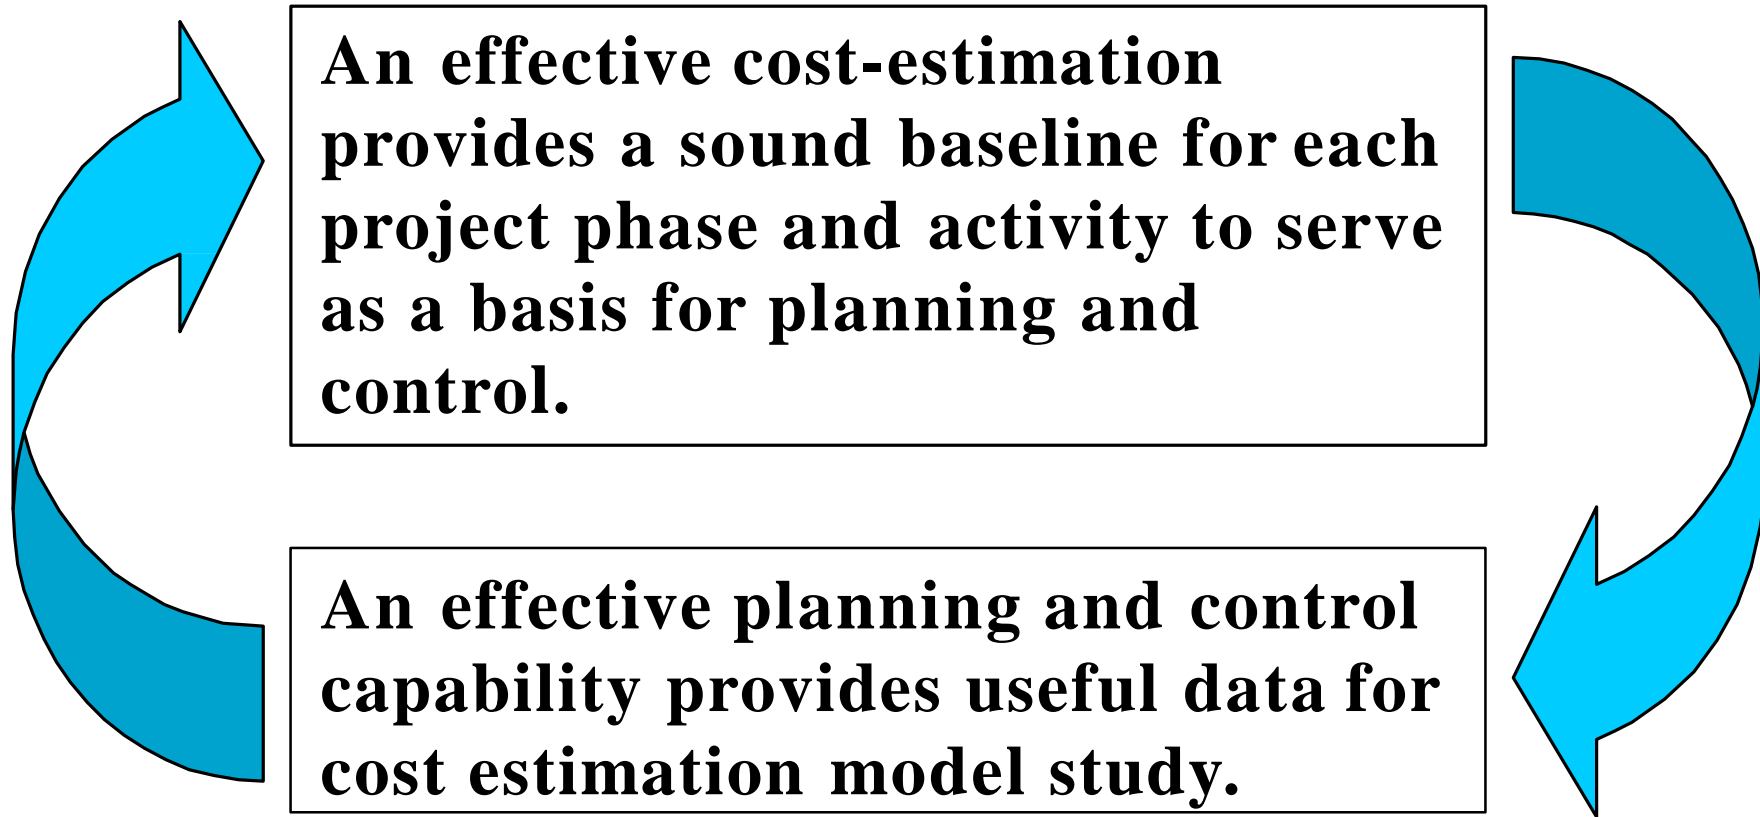 An effective cost-estimation
provides a sound baseline for each
project phase and activity to serve
as a basis for planning and
control.
An effective planning and control
capability provides useful data for
cost estimation model study.